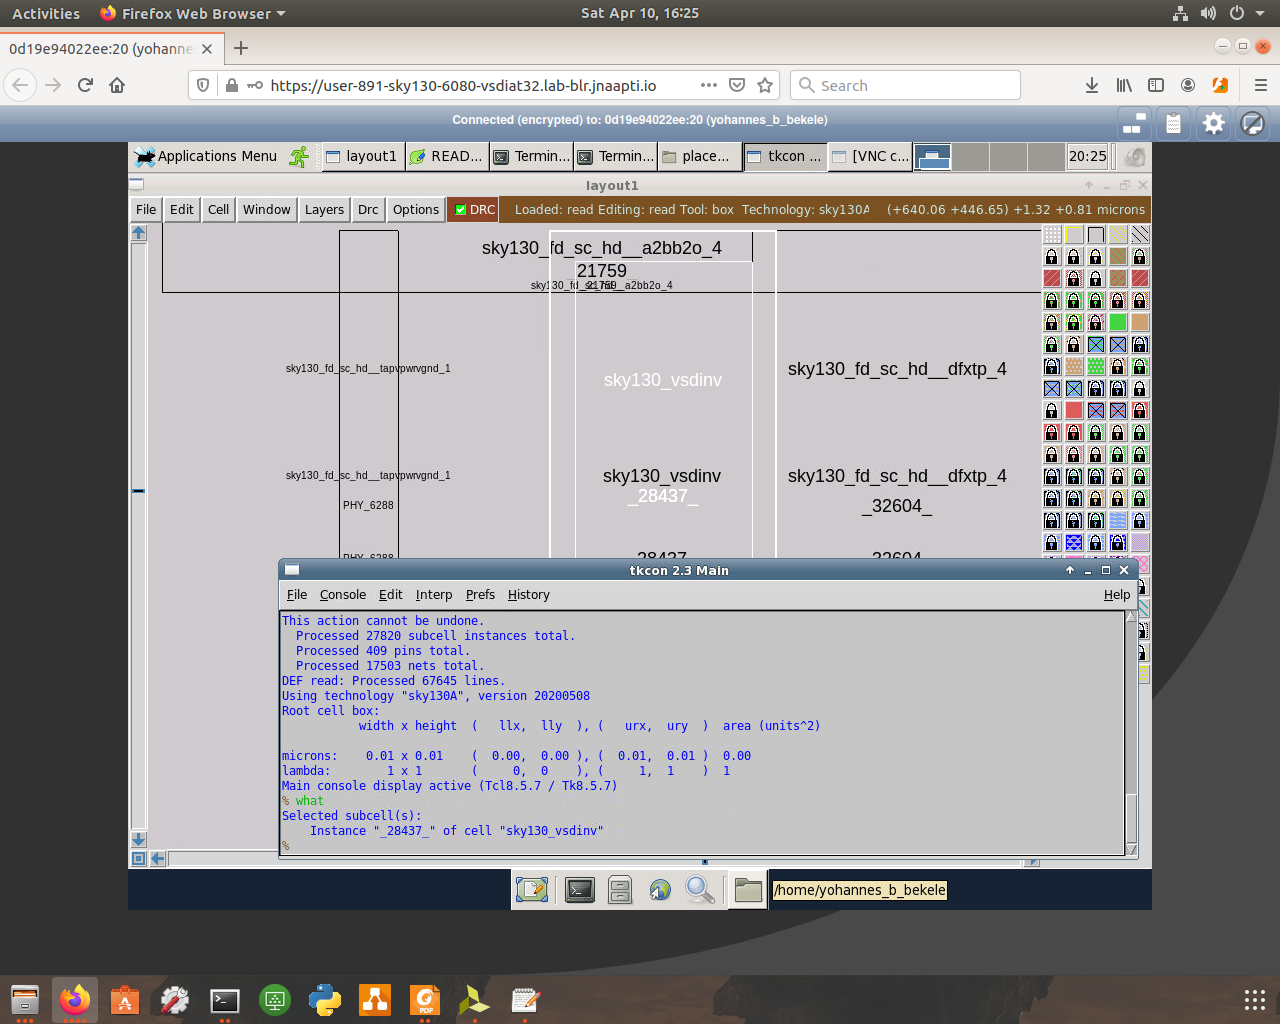 Activities
Firefox Web Browser
Sat Apr 10, 16:25
0d19e94022ee:20 (yohanne
https://user-891-sky130-6080-vsdiat32.lab-blr.jnaapti.io
Search
Connected (encrypted) to: 0d19e94022ee:20 (yohannes_b_bekele)
Applications Menu
layout1
READ...
Termin...
Termin...
place...
tkcon ...
[VNC c...
20:25
layout1
File
Edit
Cell
Window
Layers
Drc
Options
DRC
Loaded: read Editing: read Tool: box  Technology: sky130A
(+640.06 +446.65) +1.32 +0.81 microns
sky130_fd_sc_hd__a2bb2o_4
_21759_
sky130_fd_sc_hd__a2bb2o_4
_21759_
sky130_fd_sc_hd__tapvpwrvgnd_1
sky130_vsdinv
sky130_fd_sc_hd__dfxtp_4
sky130_fd_sc_hd__tapvpwrvgnd_1
sky130_vsdinv
sky130_fd_sc_hd__dfxtp_4
PHY_6288
_28437_
_32604_
PHY_6288
28437
32604
tkcon 2.3 Main
File
Console
Edit
Interp
Prefs
History
Help
This action cannot be undone.
Processed 27820 subcell instances total.
Processed 409 pins total.
Processed 17503 nets total.
DEF read: Processed 67645 lines.
Using technology "sky130A", version 20200508
Root cell box:
width x height  (   llx,  lly  ), (   urx,  ury  )  area (units^2)
microns:    0.01 x 0.01    (  0.00,  0.00 ), (  0.01,  0.01 )  0.00
lambda:       1 x 1       (     0,  0    ), (     1,  1    )  1
Main console display active (Tcl8.5.7 / Tk8.5.7)
% what
Selected subcell(s):
Instance "_28437_" of cell "sky130_vsdinv"
%
/home/yohannes_b_bekele
PDF